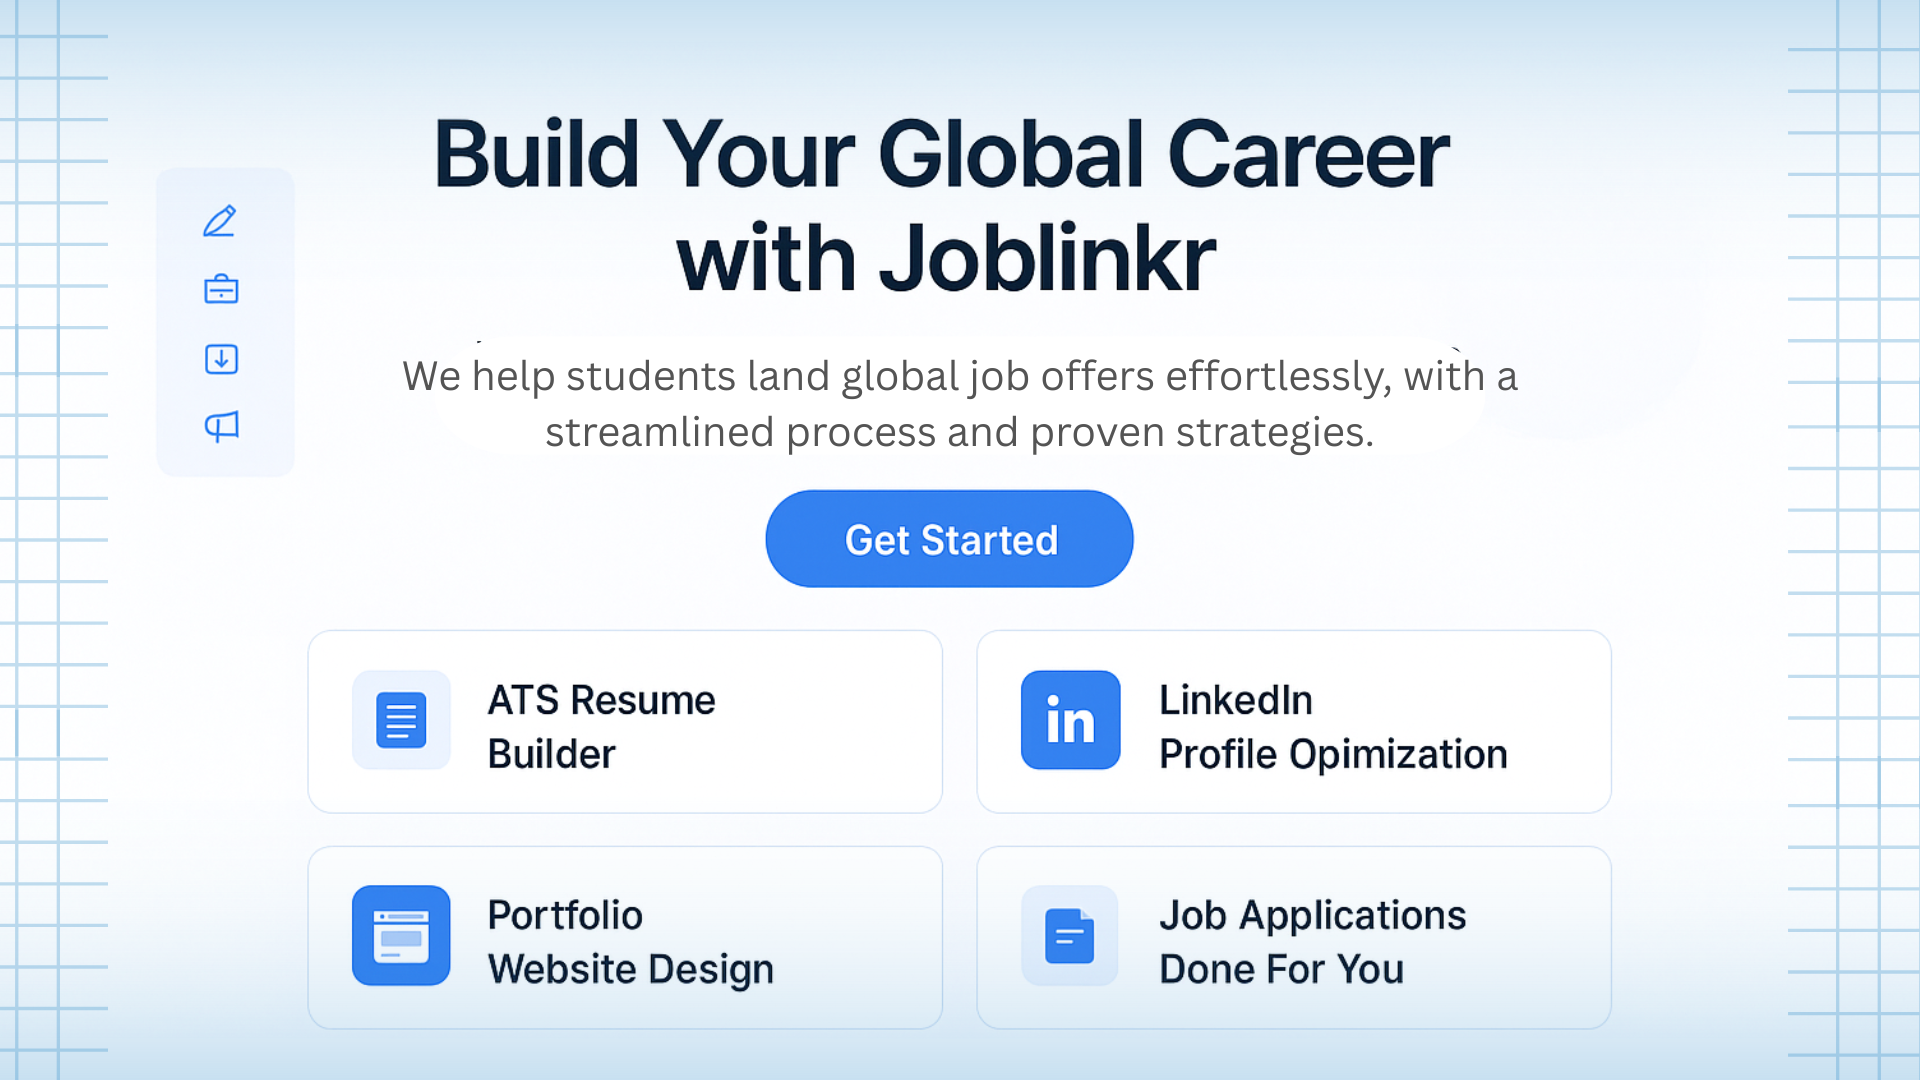 Build Your Global Career
with Joblinkr
We help students land global job offers effortlessly, with a
streamlined process and proven strategies.
Get Started
ATS Resume
Builder
in
LinkedIn
Profile Opimization
Portfolio
Website Design
Job Applications
Done For You